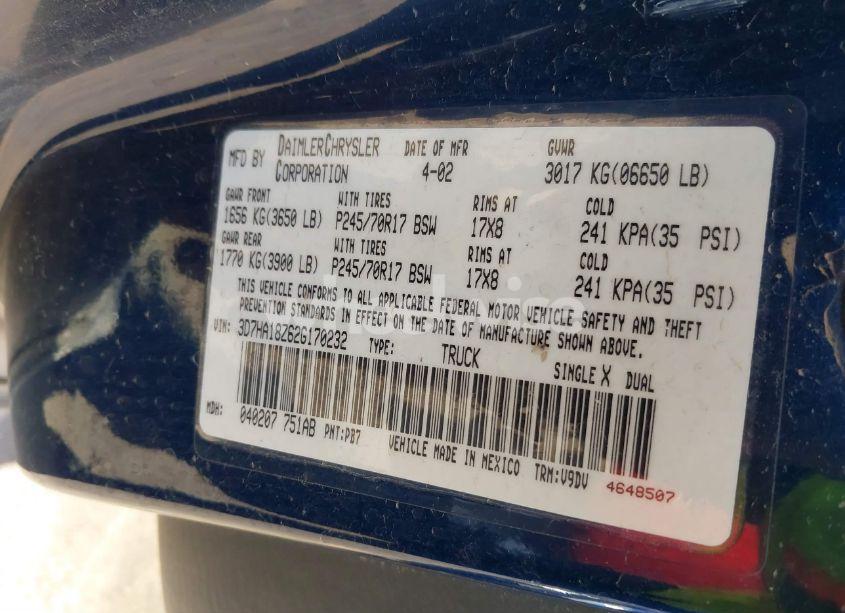 MFD BY DAIMLERCHRYSLER CORPORATION DATE OF MFR 4-02 GVWR 3017 KG(06650 LB)
GAWR FRONT WITH TIRES RIMS AT COLD
1656 KG(3650 LB) P245/70R17 BSW 17X8 241 KPA(35 PSI)
GAWR REAR WITH TIRES RIMS AT COLD
1770 KG(3900 LB) P245/70R17 BSW 17X8 241 KPA(35 PSI)
THIS VEHICLE CONFORMS TO ALL APPLICABLE FEDERAL MOTOR VEHICLE SAFETY AND THEFT
PREVENTION STANDARDS IN EFFECT ON THE DATE OF MANUFACTURE SHOWN ABOVE.
VIN: 3D7HA18Z62G170232 TYPE: TRUCK SINGLE X DUAL
MDH: 040207 751AB PNT:PB7 VEHICLE MADE IN MEXICO TRM:V9DV 4648507